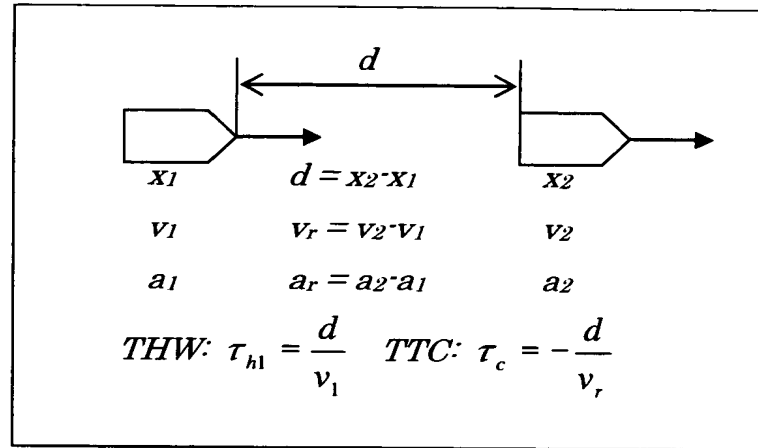 d
x1 d = x2-x1 x2
v1 vr = v2-v1 v2
a1 ar = a2-a1 a2
THW: τh1 = d/v1 TTC: τc = -d/vr